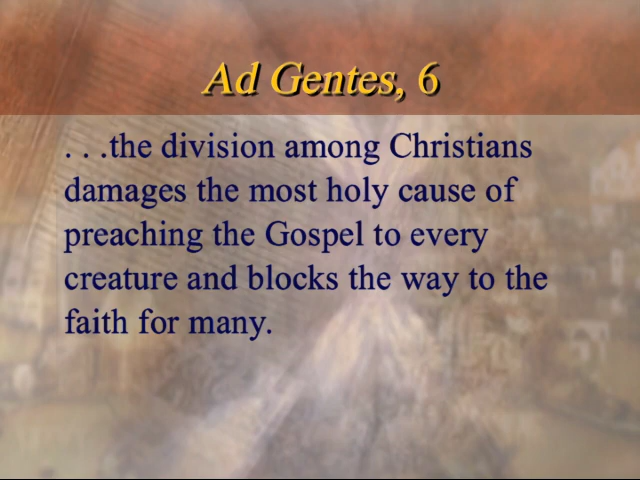 Ad Gentes, 6
. . .the division among Christians
damages the most holy cause of
preaching the Gospel to every
creature and blocks the way to the
faith for many.